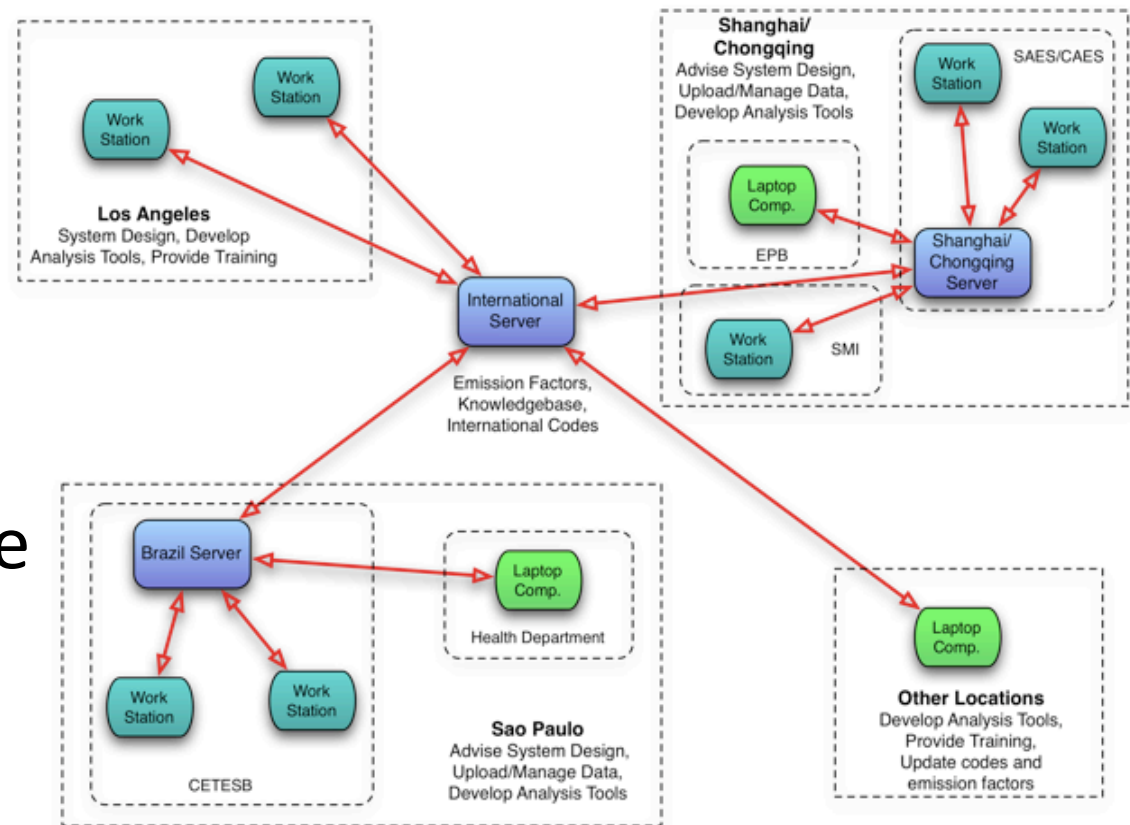 Work
Station
Work
Station
Los Angeles
System Design, Develop
Analysis Tools, Provide Training
Shanghai/
Chongqing
Advise System Design,
Upload/Manage Data,
Develop Analysis Tools
SAES/CAES
Work
Station
Work
Station
Laptop
Comp.
EPB
Shanghai/
Chongqing
Server
Work
Station
SMI
International
Server
Emission Factors,
Knowledgebase,
International Codes
e
Brazil Server
Work
Station
Work
Station
CETESB
Laptop
Comp.
Health Department
Sao Paulo
Advise System Design,
Upload/Manage Data,
Develop Analysis Tools
Laptop
Comp.
Other Locations
Develop Analysis Tools,
Provide Training,
Update codes and
emission factors